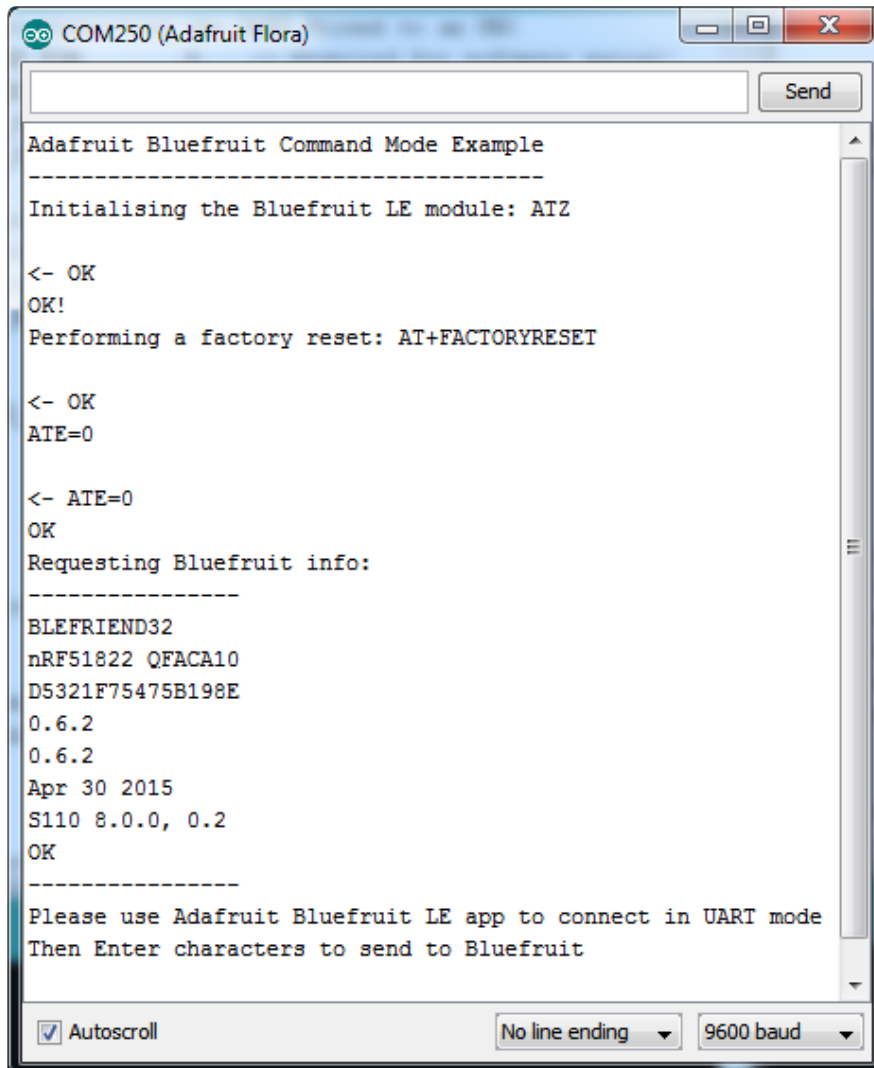 COM250 (Adafruit Flora)
Send
Adafruit Bluefruit Command Mode Example
---------------------------------------
Initialising the Bluefruit LE module: ATZ
<- OK
OK!
Performing a factory reset: AT+FACTORYRESET
<- OK
ATE=0
<- ATE=0
OK
Requesting Bluefruit info:
----------------
BLEFRIEND32
nRF51822 QFACA10
D5321F75475B198E
0.6.2
0.6.2
Apr 30 2015
S110 8.0.0, 0.2
OK
----------------
Please use Adafruit Bluefruit LE app to connect in UART mode
Then Enter characters to send to Bluefruit
Autoscroll
No line ending
9600 baud